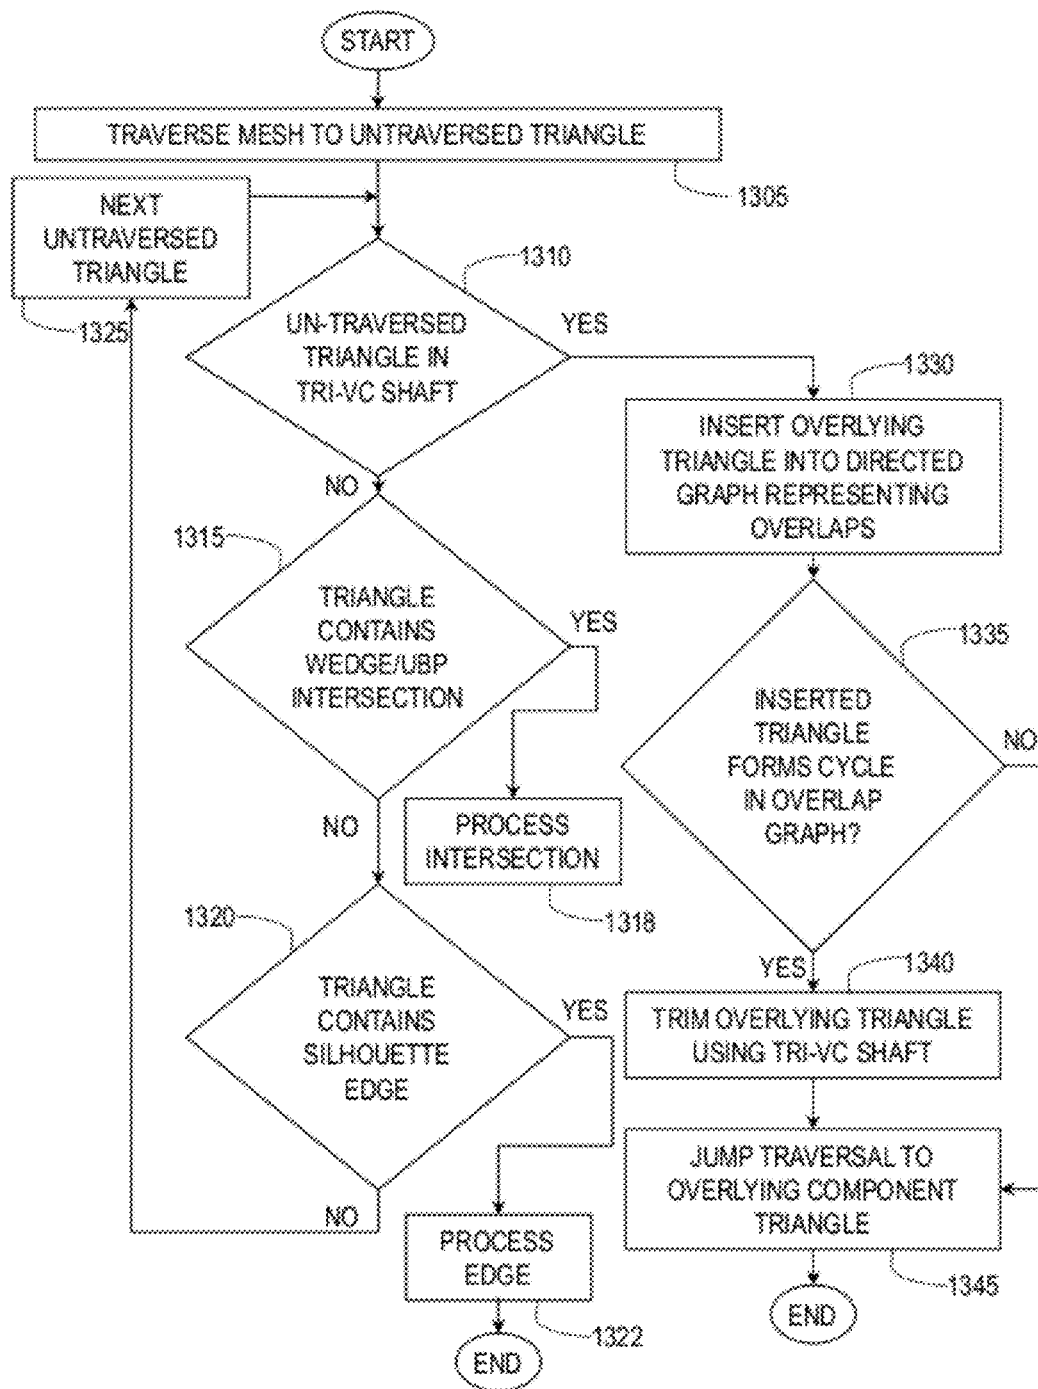 START
TRAVERSE MESH TO UNTRAVERSED TRIANGLE
1305
NEXT
UNTRAVERSED
TRIANGLE
1325
1310
UN-TRAVERSED
TRIANGLE IN
TRI-VC SHAFT
YES
NO
1330
INSERT OVERLYING
TRIANGLE INTO DIRECTED
GRAPH REPRESENTING
OVERLAPS
1315
TRIANGLE
CONTAINS
WEDGE/UBP
INTERSECTION
YES
NO
1335
INSERTED
TRIANGLE
FORMS CYCLE
IN OVERLAP
GRAPH?
NO
YES
PROCESS
INTERSECTION
1318
1320
TRIANGLE
CONTAINS
SILHOUETTE
EDGE
YES
NO
1340
TRIM OVERLYING TRIANGLE
USING TRI-VC SHAFT
JUMP TRAVERSAL TO
OVERLYING COMPONENT
TRIANGLE
1345
END
PROCESS
EDGE
1322
END